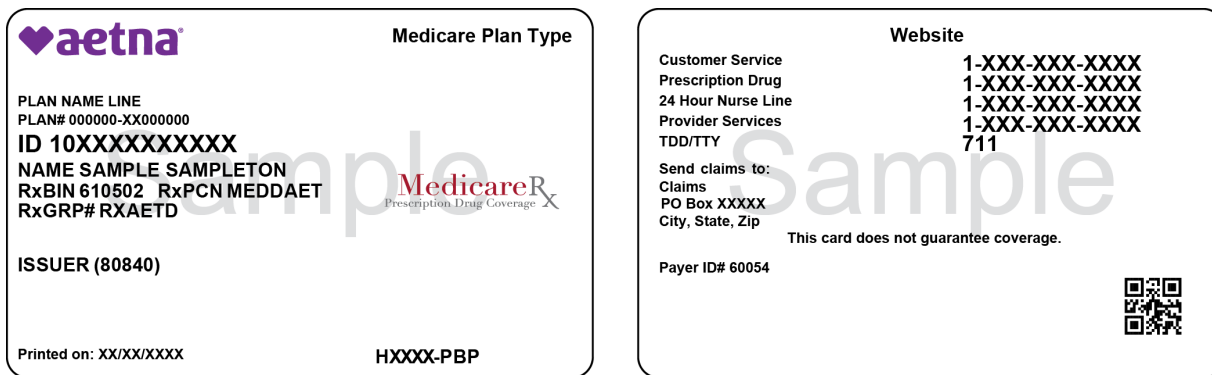 aetna®
Medicare Plan Type
PLAN NAME LINE
PLAN# 000000-XX000000
ID 10XXXXXXXXXX
NAME SAMPLE SAMPLETON
RxBIN 610502 RxPCN MEDDAET
RxGRP# RXAETD
MedicareRx
Prescription Drug Coverage
ISSUER (80840)
Printed on: XX/XX/XXXX
HXXXX-PBP
Sample
Website
Customer Service 1-XXX-XXX-XXXX
Prescription Drug 1-XXX-XXX-XXXX
24 Hour Nurse Line 1-XXX-XXX-XXXX
Provider Services 1-XXX-XXX-XXXX
TDD/TTY 711
Send claims to:
Claims
PO Box XXXXX
City, State, Zip
This card does not guarantee coverage.
Payer ID# 60054
Sample